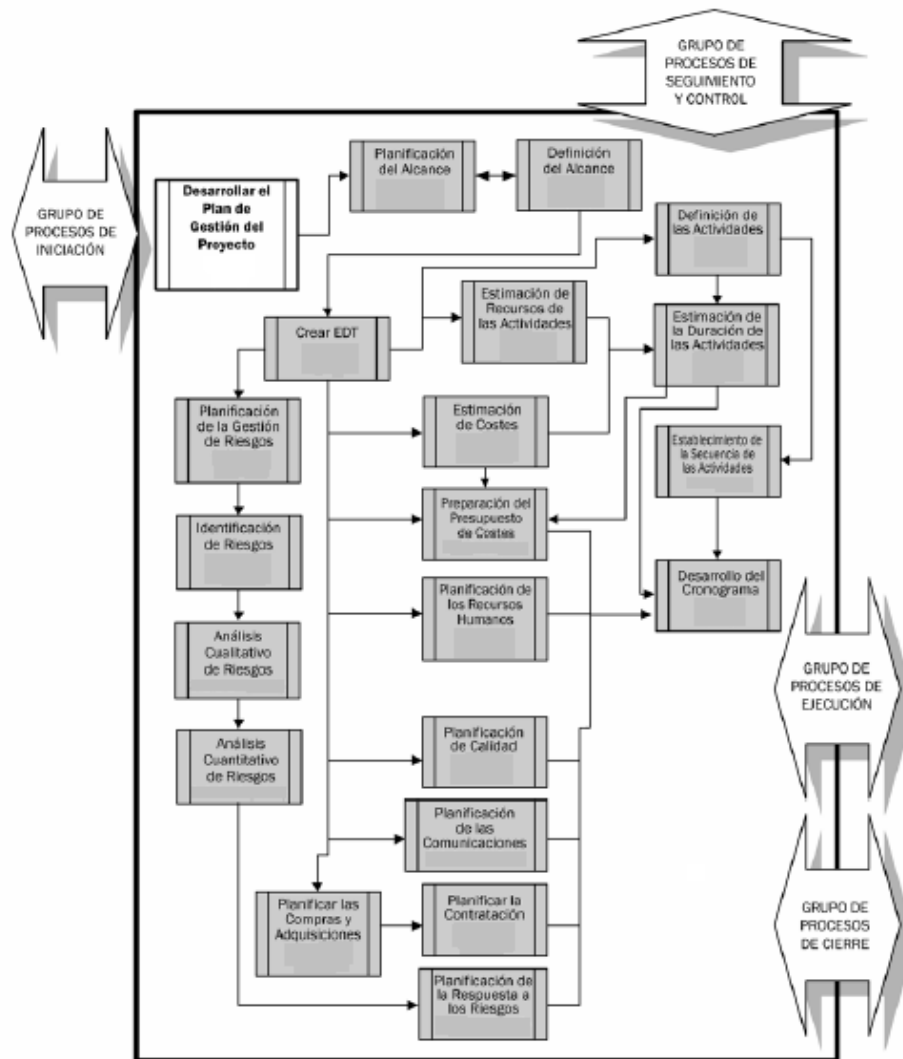 GRUPO DE
PROCESOS DE
SEGUIMIENTO
Y CONTROL
GRUPO DE
PROCESOS DE
INICIACIÓN
Desarrollar el
Plan de
Gestión del
Proyecto
Planificación
del Alcance
Definición
del Alcance
Definición de
las Actividades
Crear EDT
Estimación de
Recursos de
las Actividades
Estimación de
la Duración de
las Actividades
Planificación
de la Gestión
de Riesgos
Estimación
de Costes
Establecimiento de
la Secuencia de
las Actividades
Identificación
de Riesgos
Preparación del
Presupuesto
de Costes
Desarrollo del
Cronograma
Planificación de
los Recursos
Humanos
Análisis
Cualitativo
de Riesgos
GRUPO DE
PROCESOS DE
EJECUCIÓN
Análisis
Cuantitativo
de Riesgos
Planificación
de Calidad
Planificación
de las
Comunicaciones
Planificar las
Compras y
Adquisiciones
Planificar la
Contratación
GRUPO DE
PROCESOS
DE CIERRE
Planificación de
la Respuesta a
los Riesgos